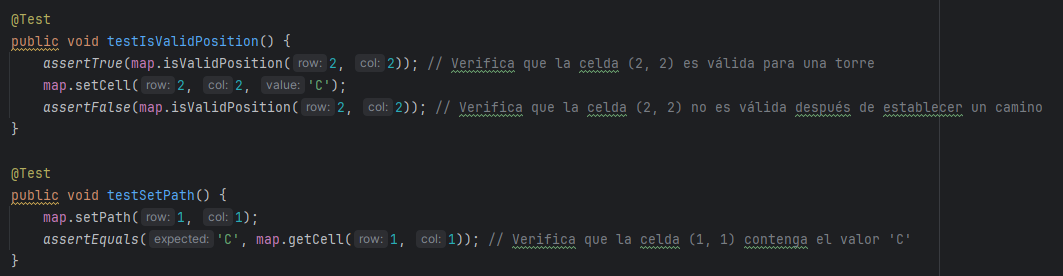 @Test
public void testIsValidPosition() {
assertTrue(map.isValidPosition( row: 2, col: 2)); // Verifica que la celda (2, 2) es válida para una torre
map.setCell( row: 2, col: 2, value: 'C');
assertFalse(map.isValidPosition( row: 2, col: 2)); // Verifica que la celda (2, 2) no es válida después de establecer un camino
}
@Test
public void testSetPath() {
map.setPath( row: 1, col: 1);
assertEquals( expected: 'C', map.getCell( row: 1, col: 1)); // Verifica que la celda (1, 1) contenga el valor 'C'
}